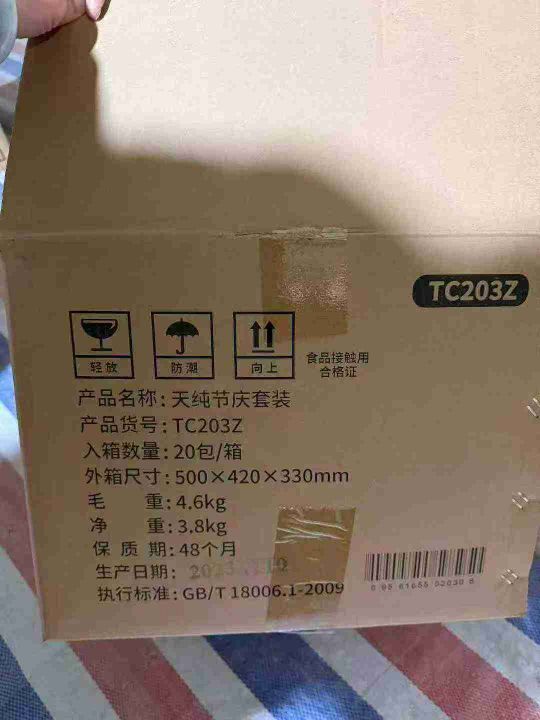 TC203Z
轻放
防潮
向上
食品接触用
合格证
产品名称:天纯节庆套装
产品货号:TC203Z
入箱数量:20包/箱
外箱尺寸:500×420×330mm
毛 重:4.6kg
净 重:3.8kg
保 质 期:48个月
生产日期:
执行标准:GB/T 18006.1-2009